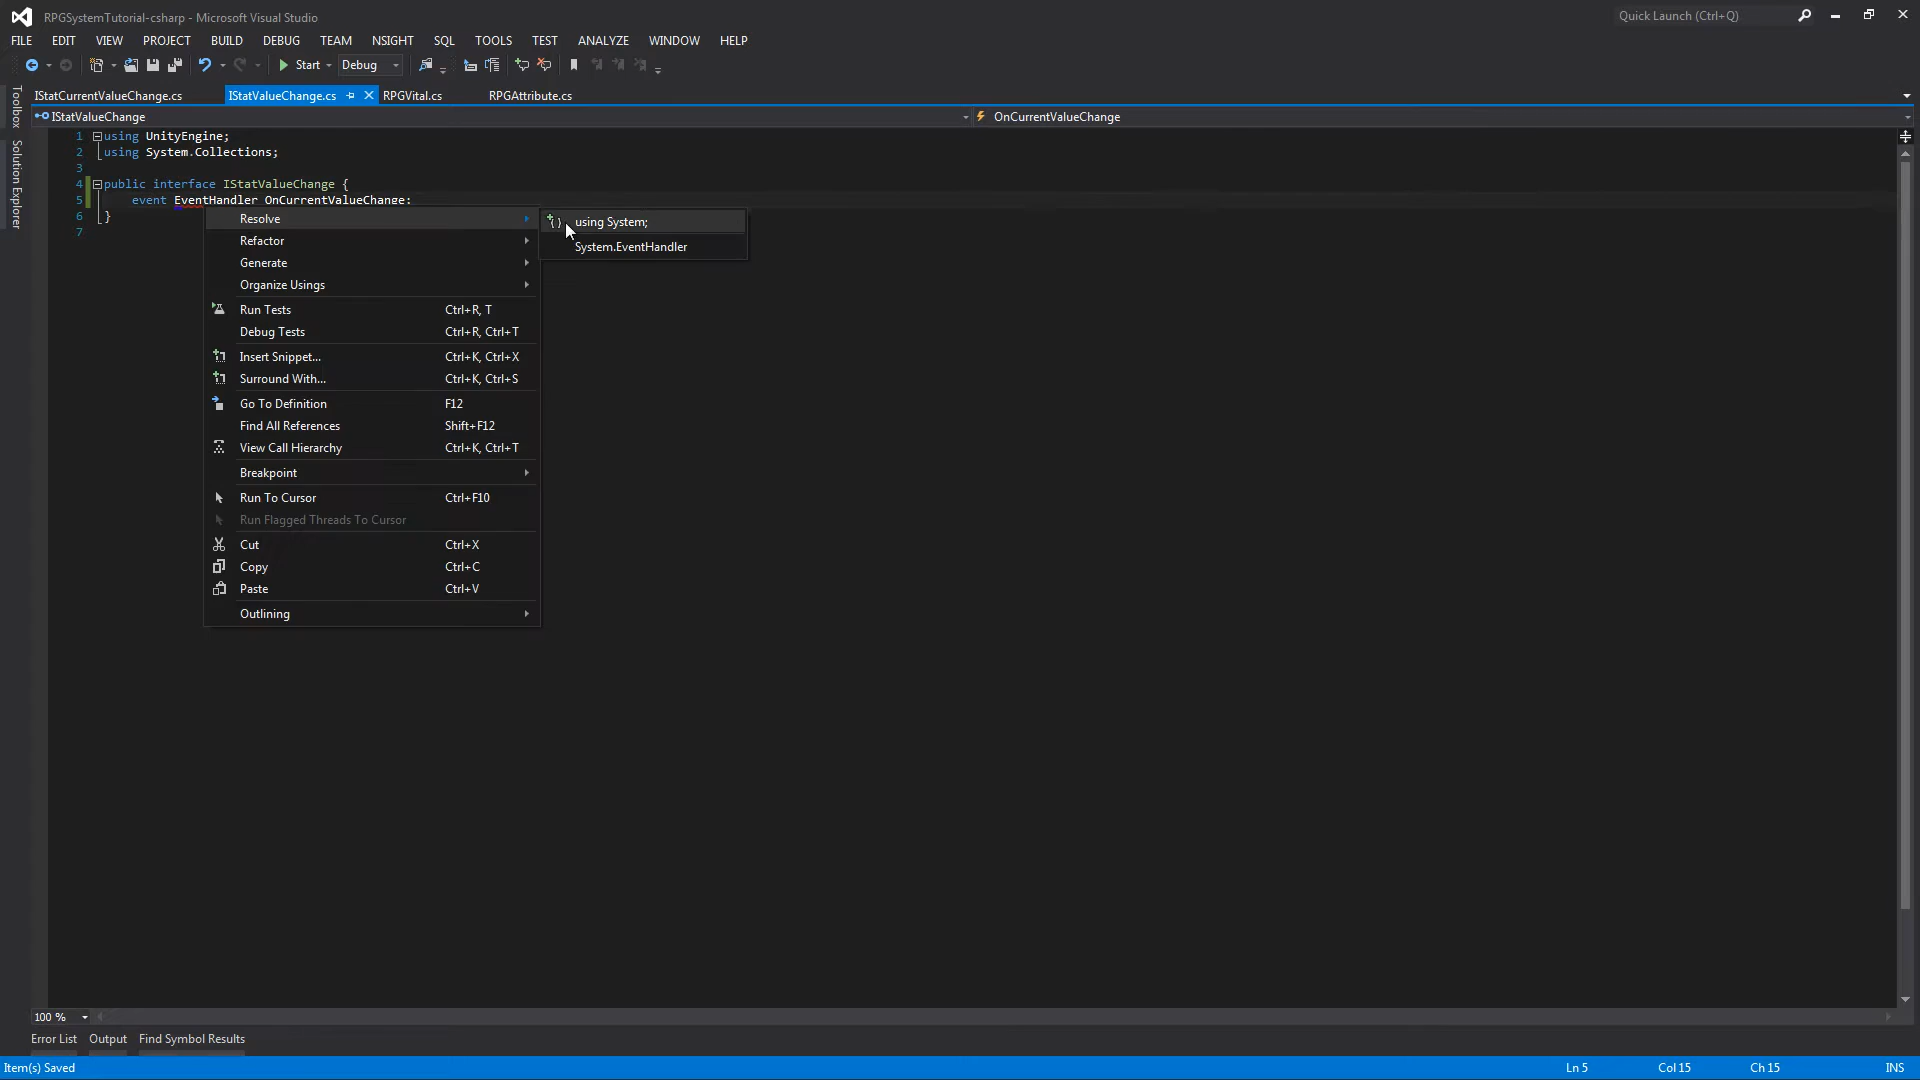 RPGSystemTutorial-csharp - Microsoft Visual Studio
Quick Launch (Ctrl+Q)
FILE EDIT VIEW PROJECT BUILD DEBUG TEAM NSIGHT SQL TOOLS TEST ANALYZE WINDOW HELP
Start Debug
IStatCurrentValueChange.cs IStatValueChange.cs RPGVital.cs RPGAttribute.cs
IStatValueChange OnCurrentValueChange
Toolbox
Solution Explorer
1 using UnityEngine;
2 using System.Collections;
3
4 public interface IStatValueChange {
5 event EventHandler OnCurrentValueChange;
6 }
7
Resolve
Refactor
Generate
Organize Usings
Run Tests Ctrl+R, T
Debug Tests Ctrl+R, Ctrl+T
Insert Snippet... Ctrl+K, Ctrl+X
Surround With... Ctrl+K, Ctrl+S
Go To Definition F12
Find All References Shift+F12
View Call Hierarchy Ctrl+K, Ctrl+T
Breakpoint
Run To Cursor Ctrl+F10
Run Flagged Threads To Cursor
Cut Ctrl+X
Copy Ctrl+C
Paste Ctrl+V
Outlining
using System;
System.EventHandler
100 %
Error List Output Find Symbol Results
Item(s) Saved Ln 5 Col 15 Ch 15 INS